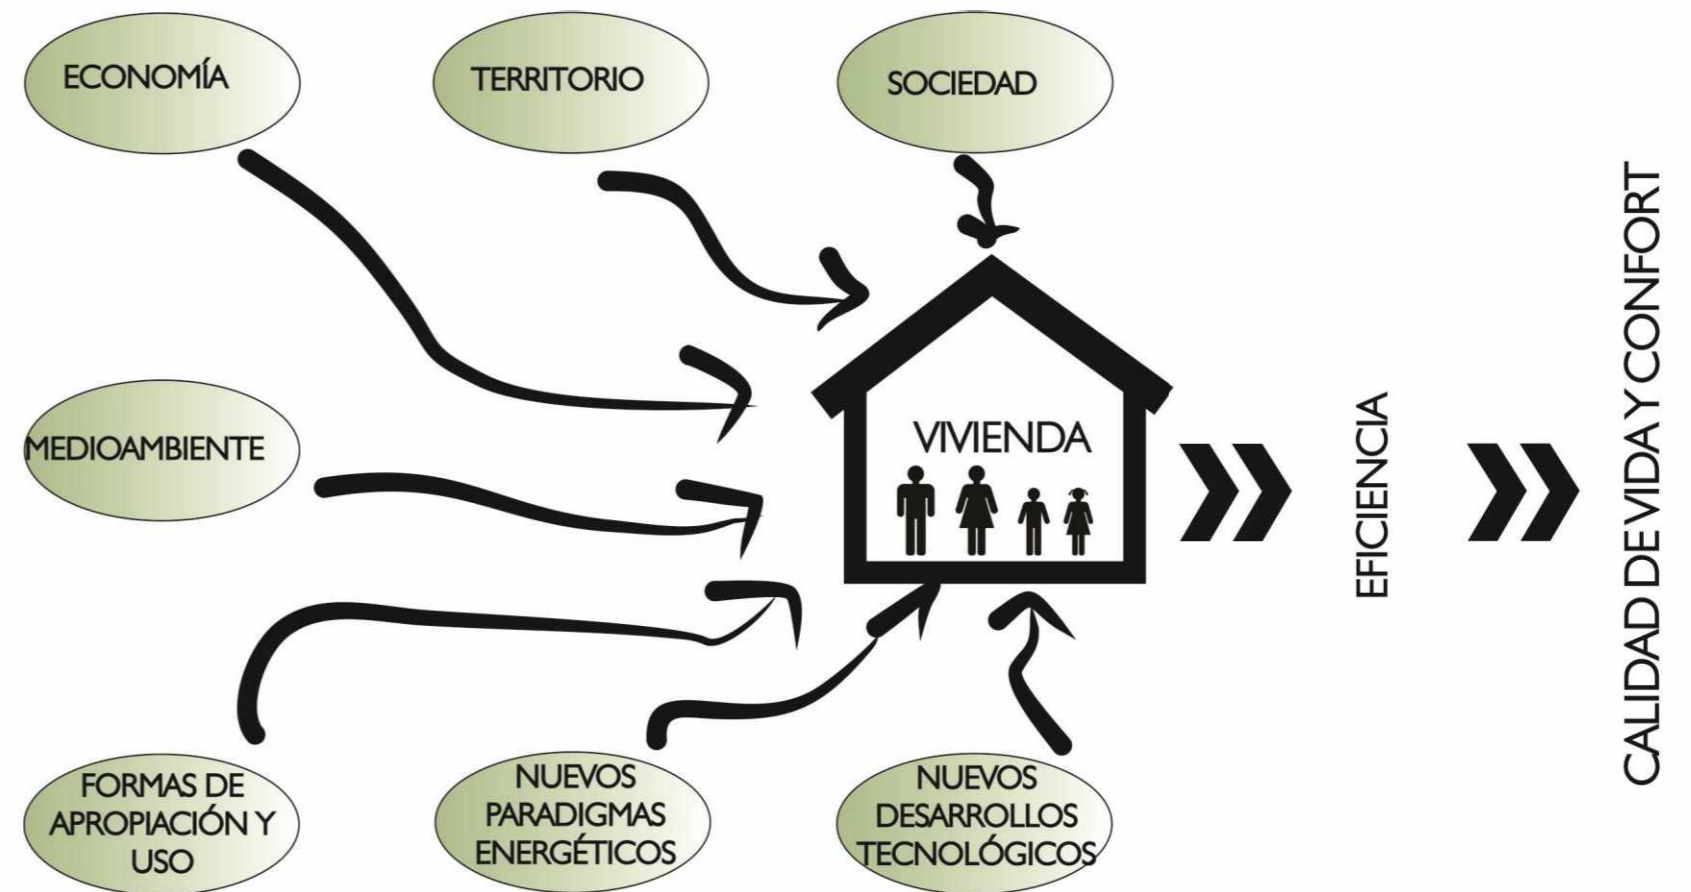 ECONOMÍA
TERRITORIO
SOCIEDAD
MEDIOAMBIENTE
VIVIENDA
EFICIENCIA
CALIDAD DE VIDA Y CONFORT
FORMAS DE
APROPIACIÓN Y
USO
NUEVOS
PARADIGMAS
ENERGÉTICOS
NUEVOS
DESARROLLOS
TECNOLÓGICOS